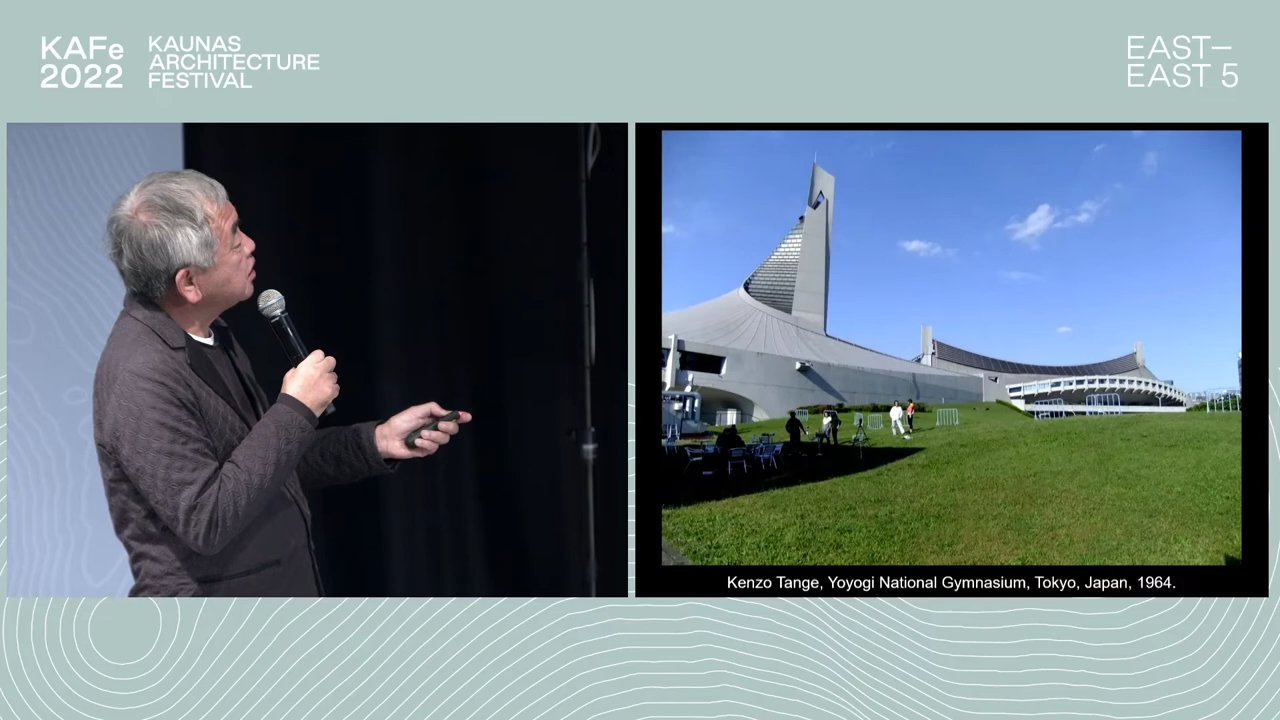 KAFe
2022
KAUNAS
ARCHITECTURE
FESTIVAL
EAST—
EAST 5
Kenzo Tange, Yoyogi National Gymnasium, Tokyo, Japan, 1964.